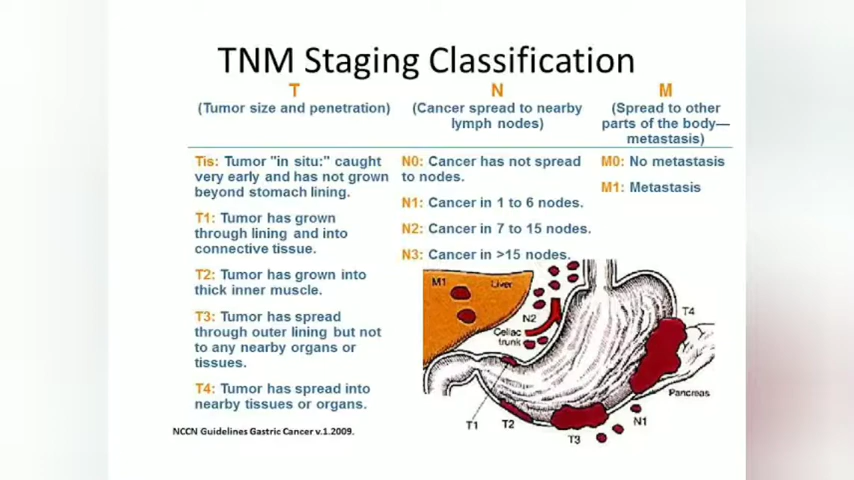 TNM Staging Classification
T
(Tumor size and penetration)
N
(Cancer spread to nearby
lymph nodes)
M
(Spread to other
parts of the body—
metastasis)
Tis: Tumor "in situ:" caught
very early and has not grown
beyond stomach lining.
T1: Tumor has grown
through lining and into
connective tissue.
T2: Tumor has grown into
thick inner muscle.
T3: Tumor has spread
through outer lining but not
to any nearby organs or
tissues.
T4: Tumor has spread into
nearby tissues or organs.
N0: Cancer has not spread
to nodes.
N1: Cancer in 1 to 6 nodes.
N2: Cancer in 7 to 15 nodes.
N3: Cancer in >15 nodes.
M0: No metastasis
M1: Metastasis
M1
Liver
N2
Celiac
trunk
T4
Pancreas
T1
T2
T3
N1
NCCN Guidelines Gastric Cancer v.1.2009.